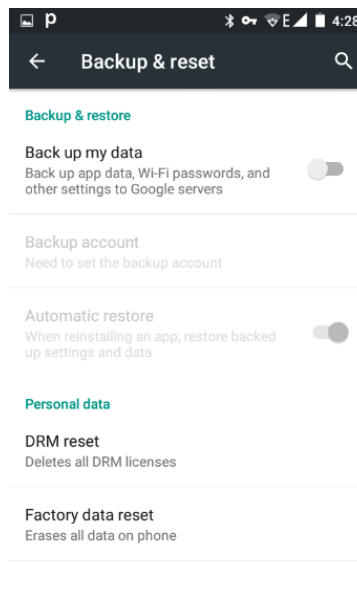 p E 4:28
Backup & reset
Backup & restore
Back up my data
Back up app data, Wi-Fi passwords, and
other settings to Google servers
Backup account
Need to set the backup account
Automatic restore
When reinstalling an app, restore backed
up settings and data
Personal data
DRM reset
Deletes all DRM licenses
Factory data reset
Erases all data on phone